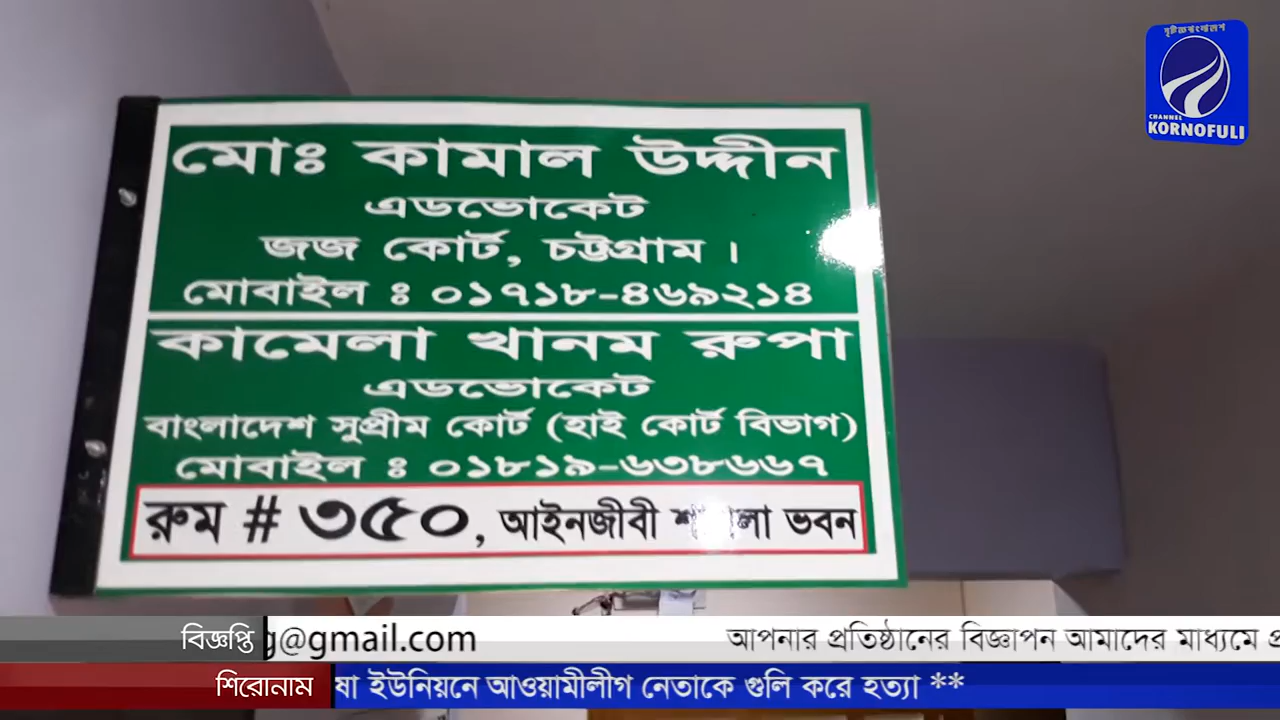 CHANNEL
KORNOFULI
মোঃ কামাল উদ্দীন
এডভোকেট
জজ কোর্ট, চট্টগ্রাম ।
মোবাইল ঃ ০১৭১৮-৪৬৯২১৪
কামেলা খানম রুপা
এডভোকেট
বাংলাদেশ সুপ্রীম কোর্ট (হাই কোর্ট বিভাগ)
মোবাইল ঃ ০১৮১৯-৬৩৮৬৬৭
রুম # ৩৫০, আইনজীবী ভবন
বিজ্ঞপ্তি g@gmail.com আপনার প্রতিষ্ঠানের বিজ্ঞাপন আমাদের মাধ্যমে
শিরোনাম ষা ইউনিয়নে আওয়ামীলীগ নেতাকে গুলি করে হত্যা **